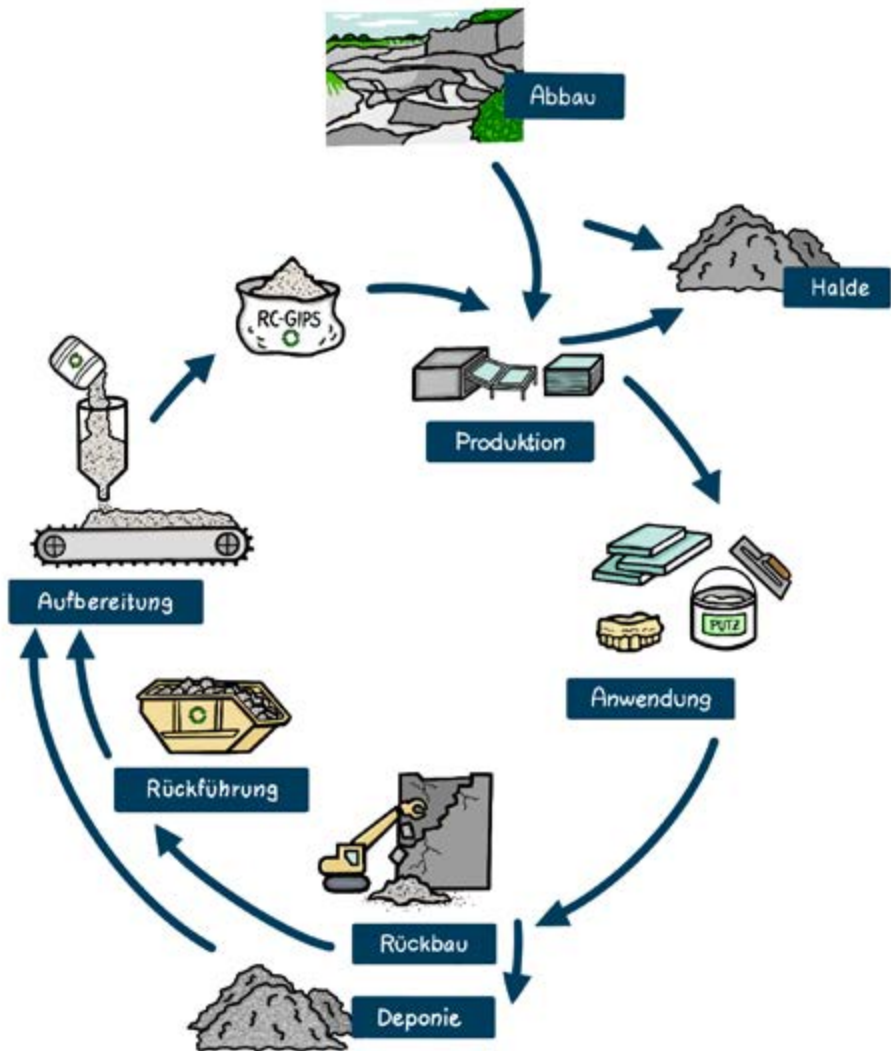 Abbau
Halde
RC-GIPS
Produktion
PUTZ
Aufbereitung
Anwendung
Rückführung
Rückbau
Deponie